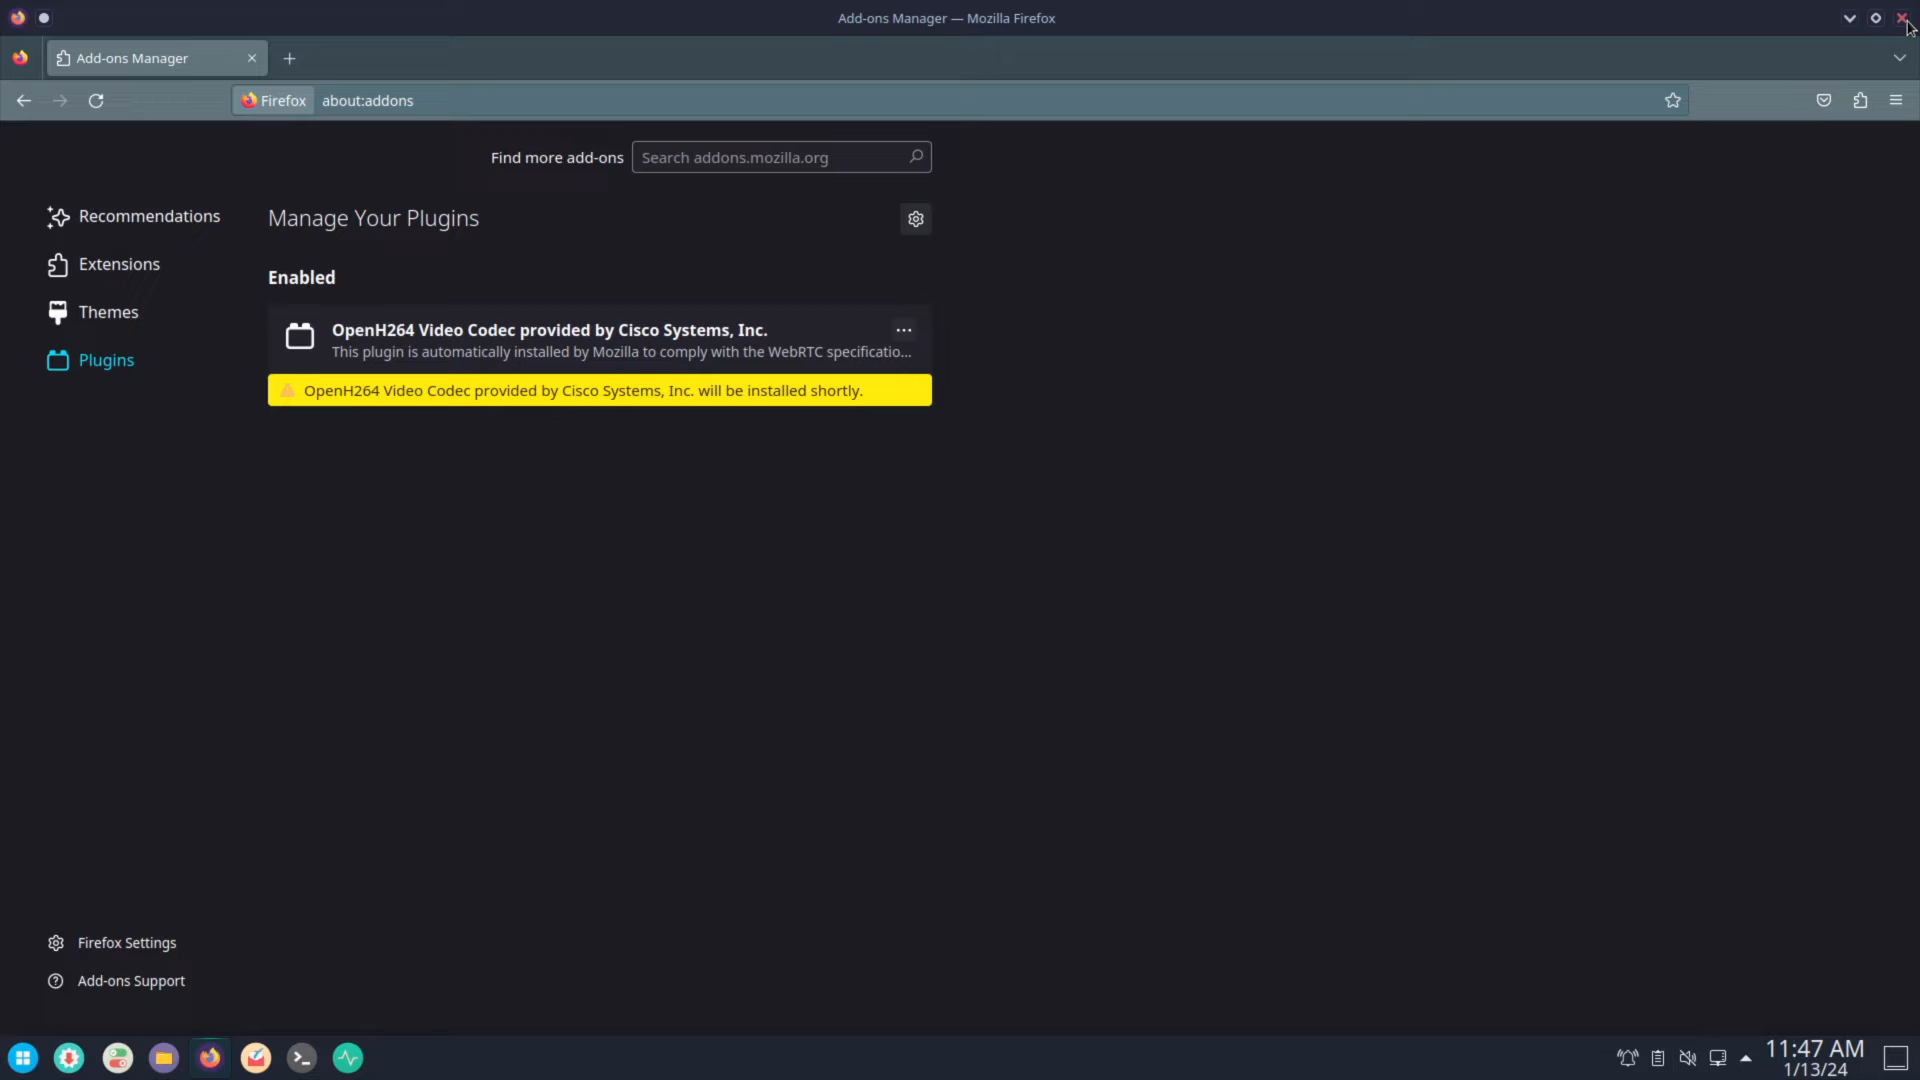 Add-ons Manager — Mozilla Firefox
Add-ons Manager
Firefox about:addons
Find more add-ons Search addons.mozilla.org
Recommendations
Extensions
Themes
Plugins
Manage Your Plugins
Enabled
OpenH264 Video Codec provided by Cisco Systems, Inc.
This plugin is automatically installed by Mozilla to comply with the WebRTC specificatio...
OpenH264 Video Codec provided by Cisco Systems, Inc. will be installed shortly.
Firefox Settings
Add-ons Support
11:47 AM
1/13/24